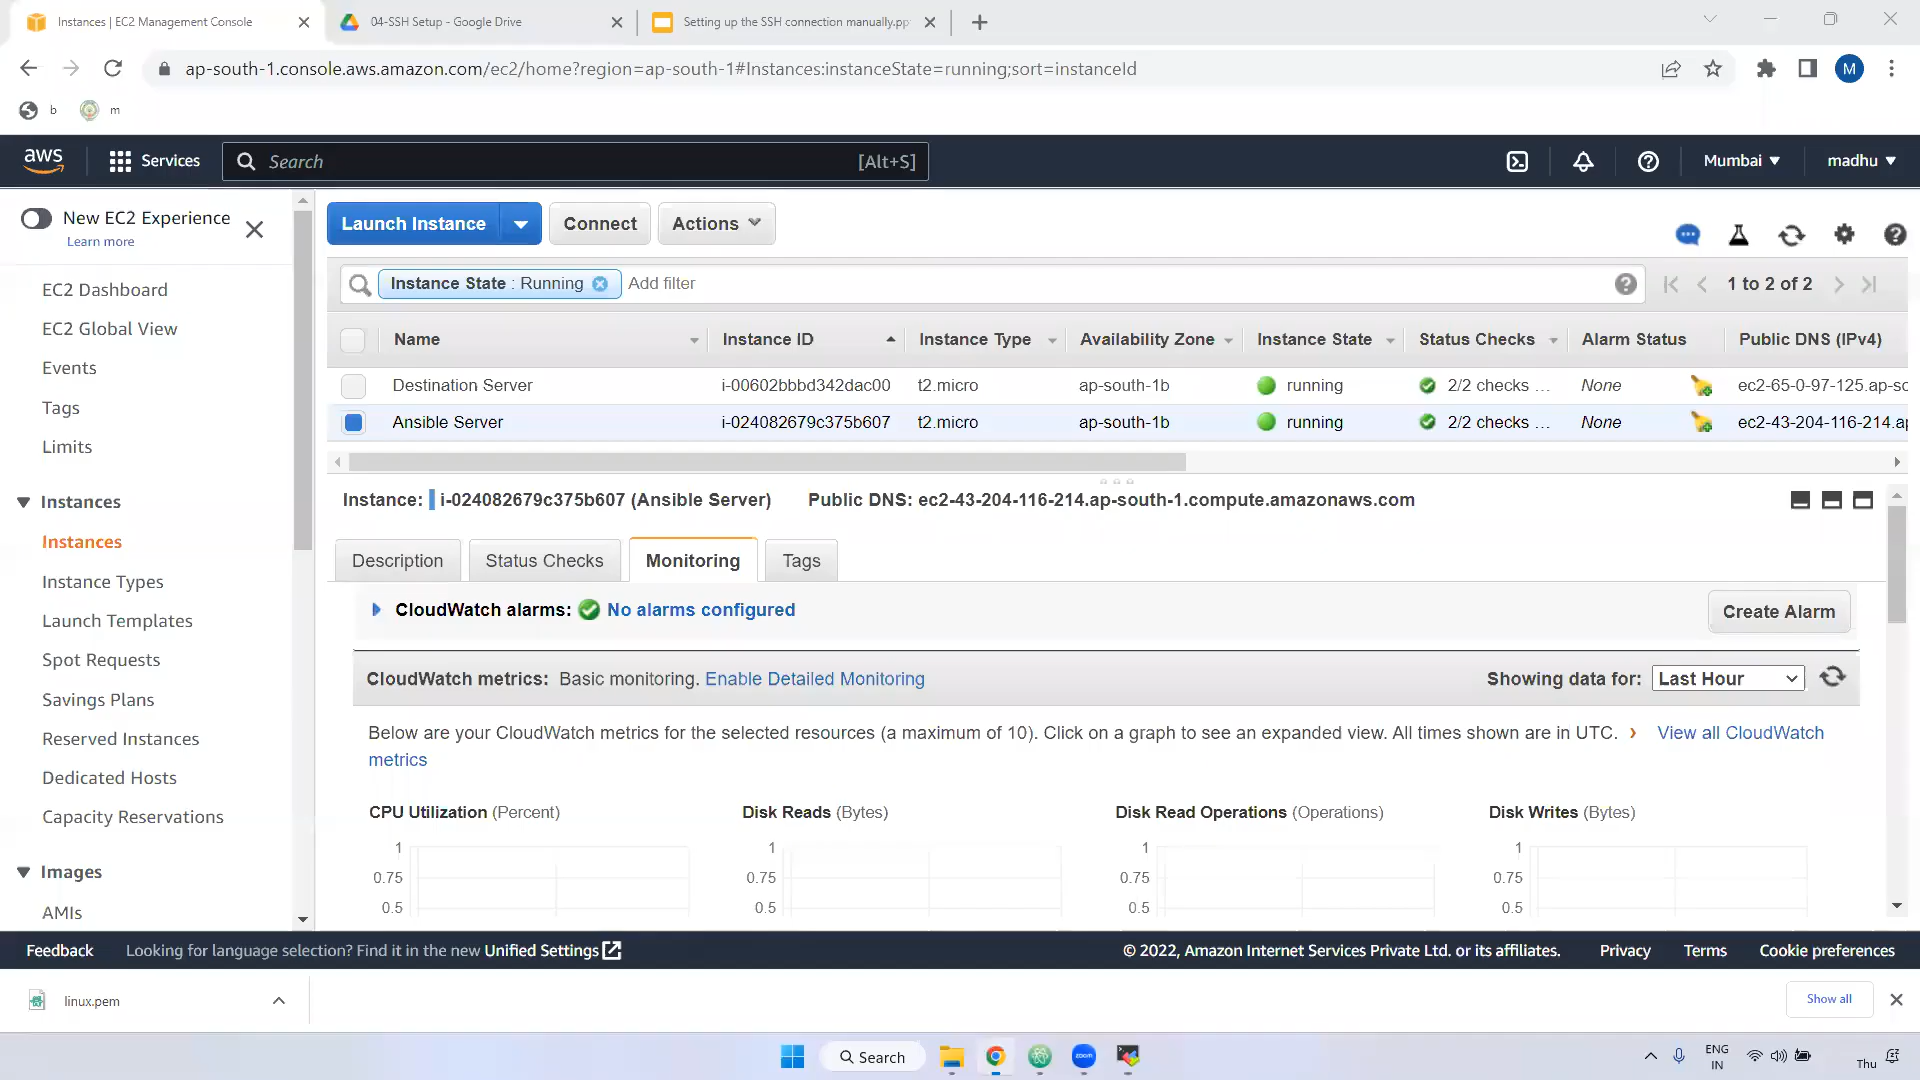 Instances | EC2 Management Console
04-SSH Setup - Google Drive
Setting up the SSH connection manually.pp
ap-south-1.console.aws.amazon.com/ec2/home?region=ap-south-1#Instances:instanceState=running;sort=instanceId
M
b
m
aws
Services
Search
[Alt+S]
Mumbai
madhu
New EC2 Experience
Learn more
EC2 Dashboard
EC2 Global View
Events
Tags
Limits
Instances
Instances
Instance Types
Launch Templates
Spot Requests
Savings Plans
Reserved Instances
Dedicated Hosts
Capacity Reservations
Images
AMIs
Launch Instance
Connect
Actions
Instance State : Running
Add filter
1 to 2 of 2
Name Instance ID Instance Type Availability Zone Instance State Status Checks Alarm Status Public DNS (IPv4)
Destination Server i-00602bbbd342dac00 t2.micro ap-south-1b running 2/2 checks ... None ec2-65-0-97-125.ap-sc
Ansible Server i-024082679c375b607 t2.micro ap-south-1b running 2/2 checks ... None ec2-43-204-116-214.ap
Instance: i-024082679c375b607 (Ansible Server) Public DNS: ec2-43-204-116-214.ap-south-1.compute.amazonaws.com
Description
Status Checks
Monitoring
Tags
CloudWatch alarms: No alarms configured
Create Alarm
CloudWatch metrics: Basic monitoring. Enable Detailed Monitoring
Showing data for: Last Hour
Below are your CloudWatch metrics for the selected resources (a maximum of 10). Click on a graph to see an expanded view. All times shown are in UTC. › View all CloudWatch
metrics
CPU Utilization (Percent)
1
0.75
0.5
Disk Reads (Bytes)
1
0.75
0.5
Disk Read Operations (Operations)
1
0.75
0.5
Disk Writes (Bytes)
1
0.75
0.5
Feedback
Looking for language selection? Find it in the new Unified Settings
© 2022, Amazon Internet Services Private Ltd. or its affiliates.
Privacy
Terms
Cookie preferences
linux.pem
Show all
Search
zoom
ENG
IN
Thu